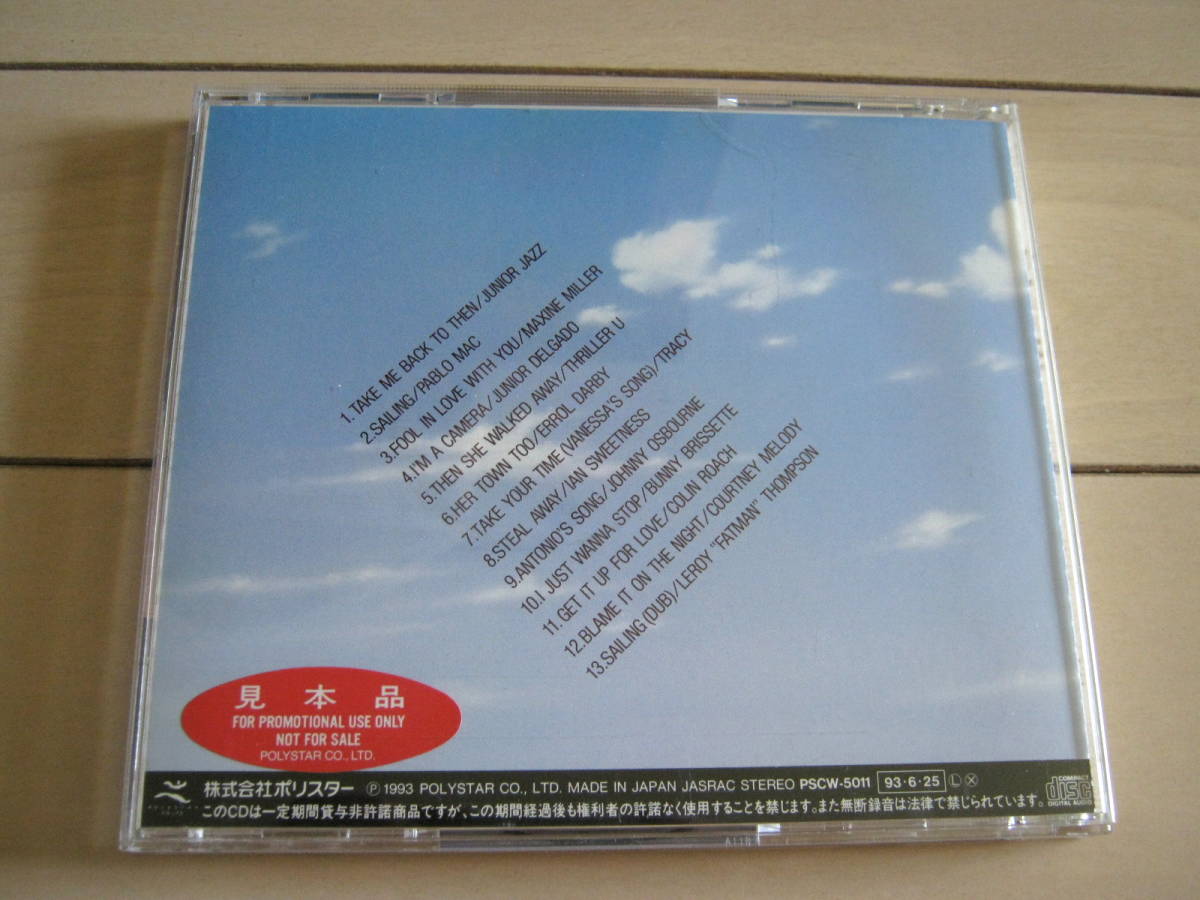 1.TAKE ME BACK TO THEN/JUNIOR JAZZ
2.SAILING/PABLO MAC
3.FOOL IN LOVE WITH YOU/MAXINE MILLER
4.I'M A CAMERA/JUNIOR DELGADO
5.THEN SHE WALKED AWAY/THRILLER U
6.HER TOWN TOO/ERROL DARBY
7.TAKE YOUR TIME (VANESSA'S SONG)/TRACY
8.STEAL AWAY/IAN SWEETNESS
9.ANTONIO'S SONG/JOHNNY OSBOURNE
10.I JUST WANNA STOP/BUNNY BRISSETTE
11.GET IT UP FOR LOVE/COLIN ROACH
12.BLAME IT ON THE NIGHT/COURTNEY MELODY
13.SAILING (DUB)/LEROY "FATMAN" THOMPSON
見本品
FOR PROMOTIONAL USE ONLY
NOT FOR SALE
POLYSTAR CO., LTD.
株式会社ポリスター Ⓟ 1993 POLYSTAR CO., LTD. MADE IN JAPAN JASRAC STEREO PSCW-5011 93・6・25 Ⓛ Ⓧ
このCDは一定期間貸与非許諾商品ですが、この期間経過後も権利者の許諾なく使用することを禁じます。また無断録音は法律で禁じられています。
COMPACT
disc
DIGITAL AUDIO